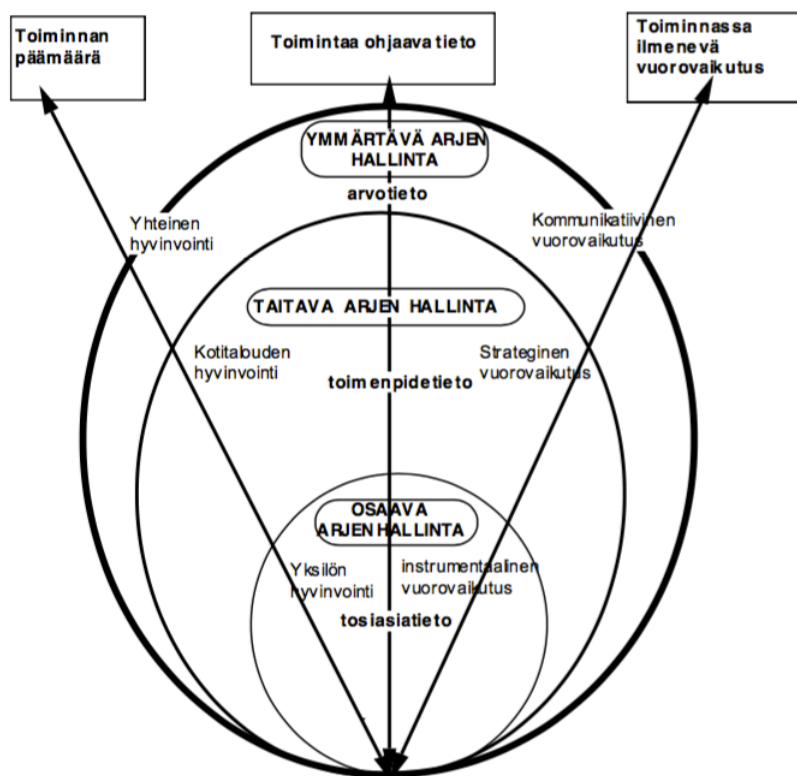 Toiminnan
päämäärä
Toimintaa ohjaava tieto
Toiminnassa
ilmenevä
vuorovaikutus
YMMÄRTÄVÄ ARJEN
HALLINTA
arvotieto
Yhteinen
hyvinvointi
Kommunikatiivinen
vuorovaikutus
TAITAVA ARJEN HALLINTA
Kotitalouden
hyvinvointi
Strateginen
vuorovaikutus
toimenpidetieto
OSAAVA
ARJEN HALLINTA
Yksilön
hyvinvointi
instrumentaalinen
vuorovaikutus
tosiasiatieto